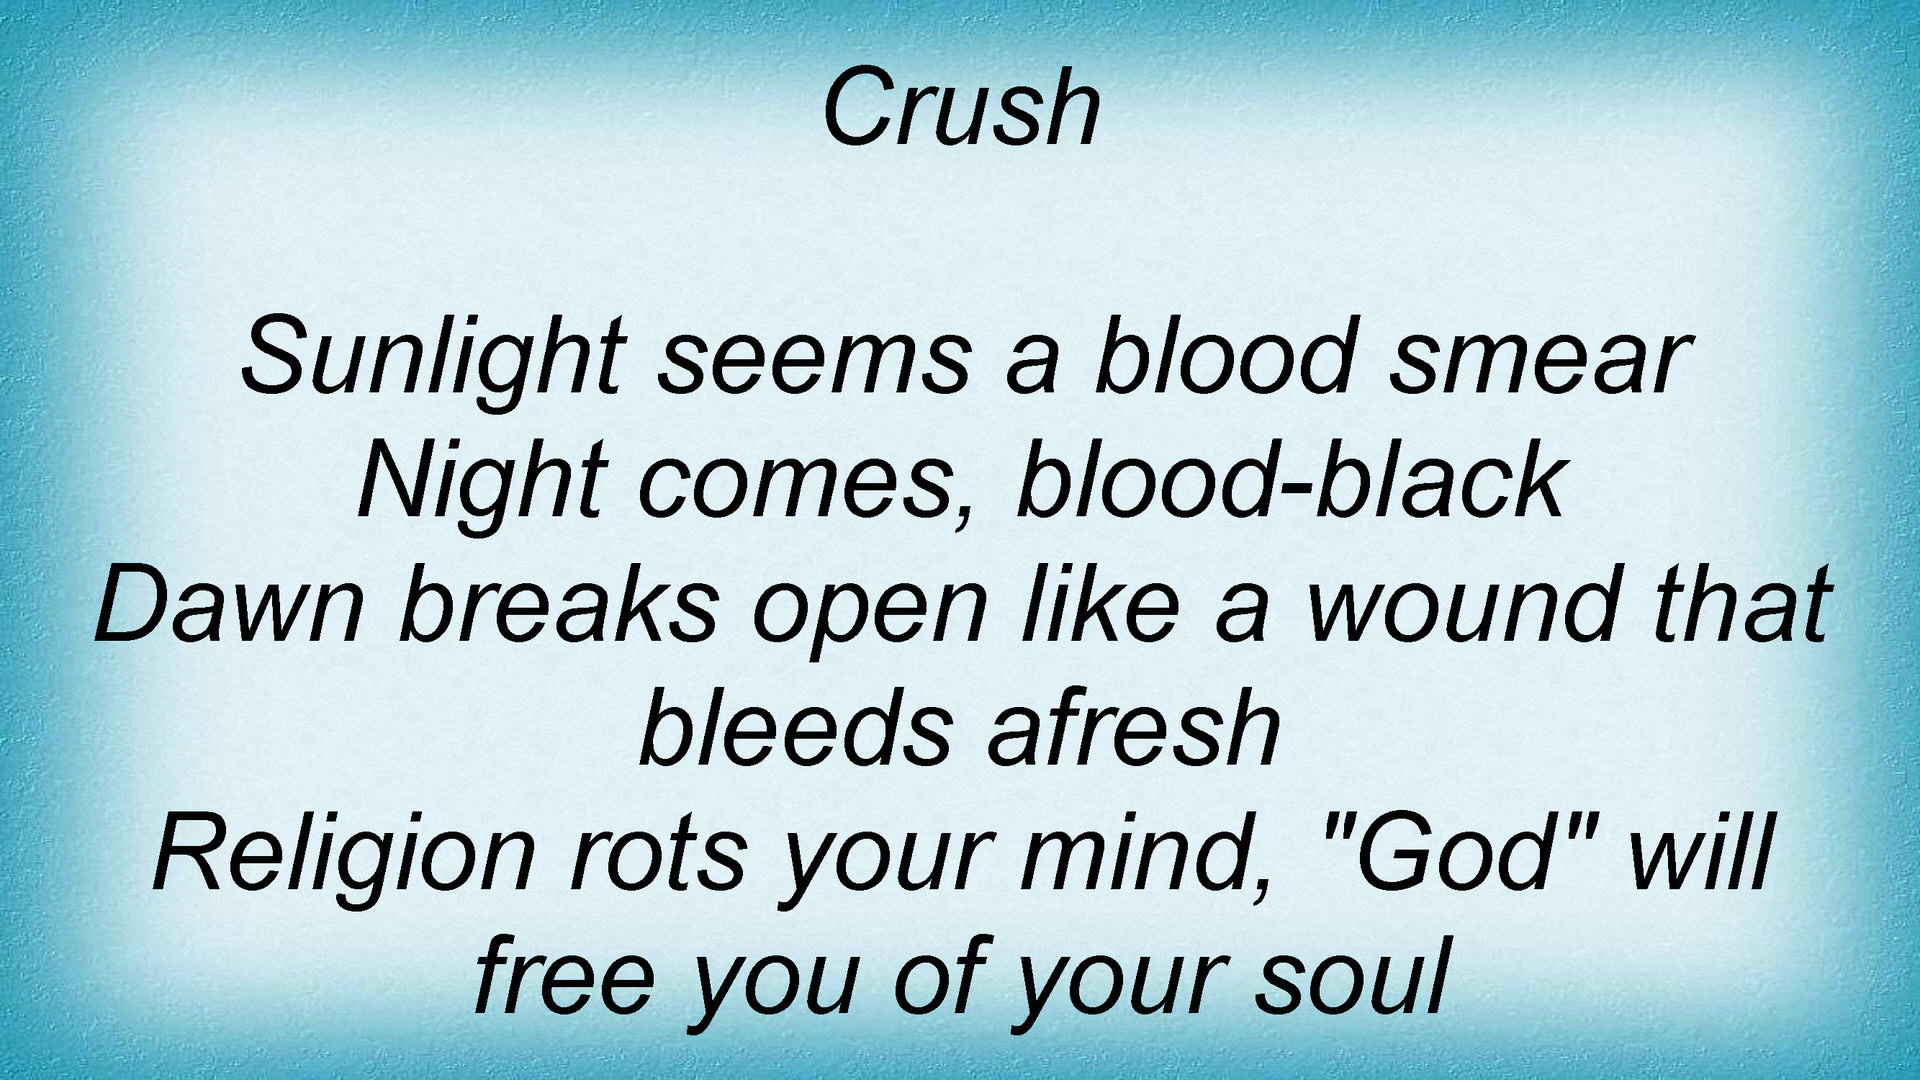 Crush
Sunlight seems a blood smear
Night comes, blood-black
Dawn breaks open like a wound that
bleeds afresh
Religion rots your mind, "God" will
free you of your soul